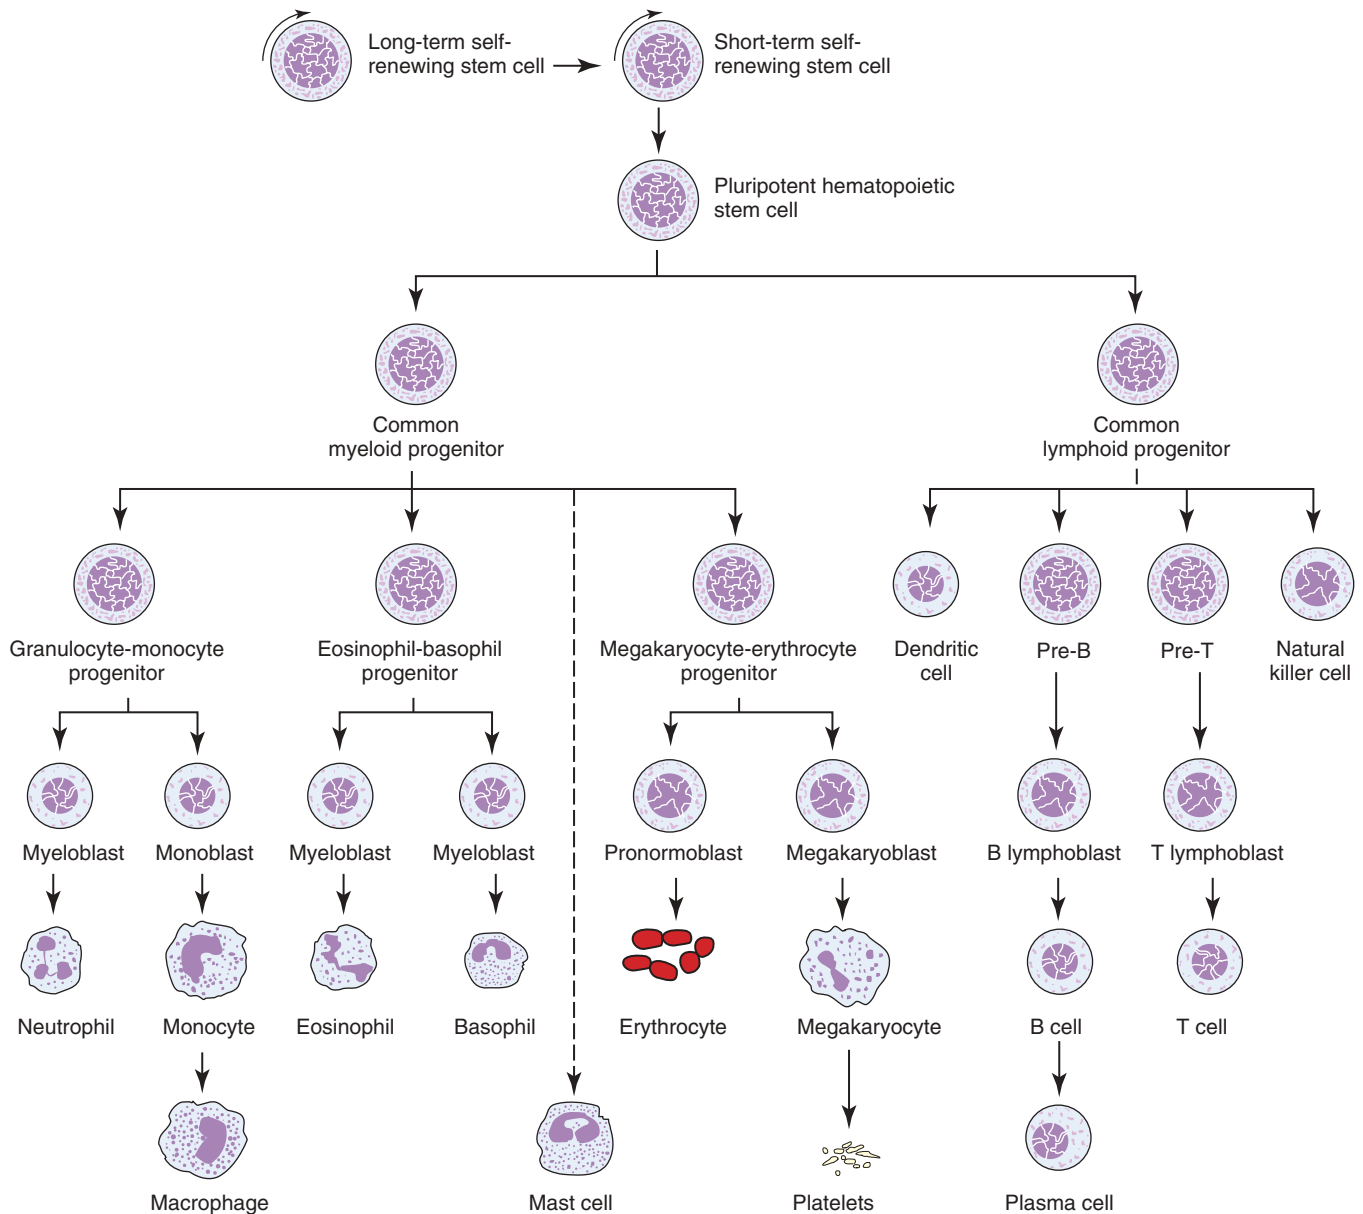 Long-term self-
renewing stem cell
Short-term self-
renewing stem cell
Pluripotent hematopoietic
stem cell
Common
myeloid progenitor
Common
lymphoid progenitor
Granulocyte-monocyte
progenitor
Eosinophil-basophil
progenitor
Megakaryocyte-erythrocyte
progenitor
Dendritic
cell
Pre-B
Pre-T
Natural
killer cell
Myeloblast
Monoblast
Myeloblast
Myeloblast
Pronormoblast
Megakaryoblast
B lymphoblast
T lymphoblast
Neutrophil
Monocyte
Eosinophil
Basophil
Erythrocyte
Megakaryocyte
B cell
T cell
Macrophage
Mast cell
Platelets
Plasma cell